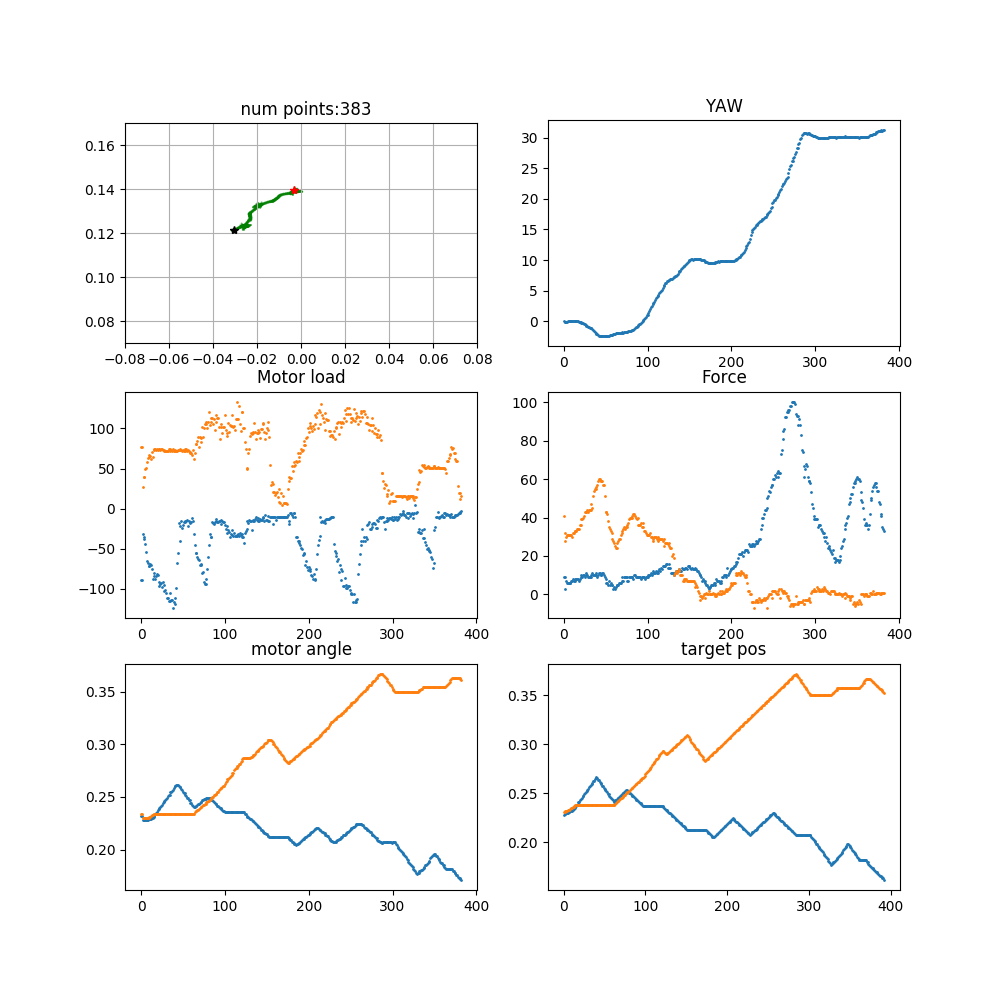 num points:383
0.16
0.14
0.12
0.10
0.08
−0.08 −0.06 −0.04 −0.02 0.00 0.02 0.04 0.06 0.08
YAW
30
25
20
15
10
5
0
0 100 200 300 400
Motor load
100
50
0
−50
−100
0 100 200 300 400
Force
100
80
60
40
20
0
0 100 200 300 400
motor angle
0.35
0.30
0.25
0.20
0 100 200 300 400
target pos
0.35
0.30
0.25
0.20
0 100 200 300 400